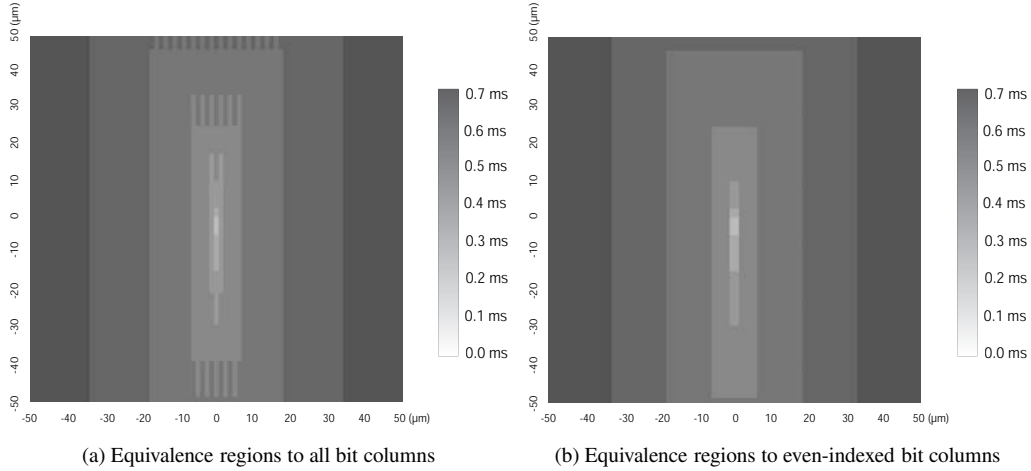 50 (μm)
40
30
20
10
0
-10
-20
-30
-40
-50
-50 -40 -30 -20 -10 0 10 20 30 40 50 (μm)
0.7 ms
0.6 ms
0.5 ms
0.4 ms
0.3 ms
0.2 ms
0.1 ms
0.0 ms
(a) Equivalence regions to all bit columns
50 (μm)
40
30
20
10
0
-10
-20
-30
-40
-50
-50 -40 -30 -20 -10 0 10 20 30 40 50 (μm)
0.7 ms
0.6 ms
0.5 ms
0.4 ms
0.3 ms
0.2 ms
0.1 ms
0.0 ms
(b) Equivalence regions to even-indexed bit columns